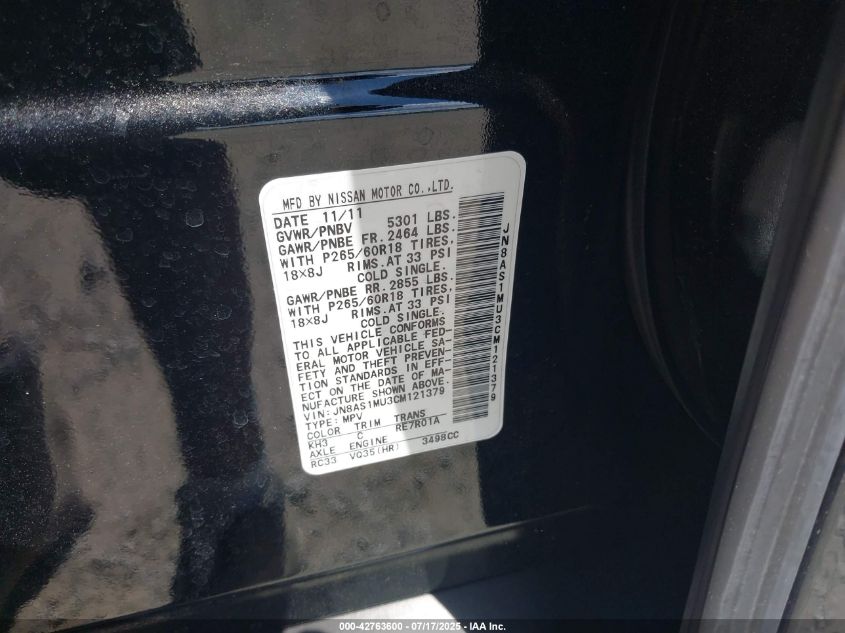 MFD BY NISSAN MOTOR CO.,LTD.
DATE 11/11
GVWR/PNBV 5301 LBS.
GAWR/PNBE FR. 2464 LBS.
WITH P265/60R18 TIRES,
18×8J RIMS.AT 33 PSI
COLD SINGLE.
GAWR/PNBE RR. 2855 LBS.
WITH P265/60R18 TIRES,
18×8J RIMS.AT 33 PSI
COLD SINGLE.
THIS VEHICLE CONFORMS
TO ALL APPLICABLE FED-
ERAL MOTOR VEHICLE SA-
FETY AND THEFT PREVEN-
TION STANDARDS IN EFF-
ECT ON THE DATE OF MA-
NUFACTURE SHOWN ABOVE.
VIN: JN8AS1MU3CM121379
TYPE: MPV
COLOR TRIM TRANS
KH3 C RE7R01A
AXLE ENGINE
RC33 VQ35(HR) 3498CC
JN8AS1MU3CM121379
000-42763600 - 07/17/2025 - © IAA Inc.